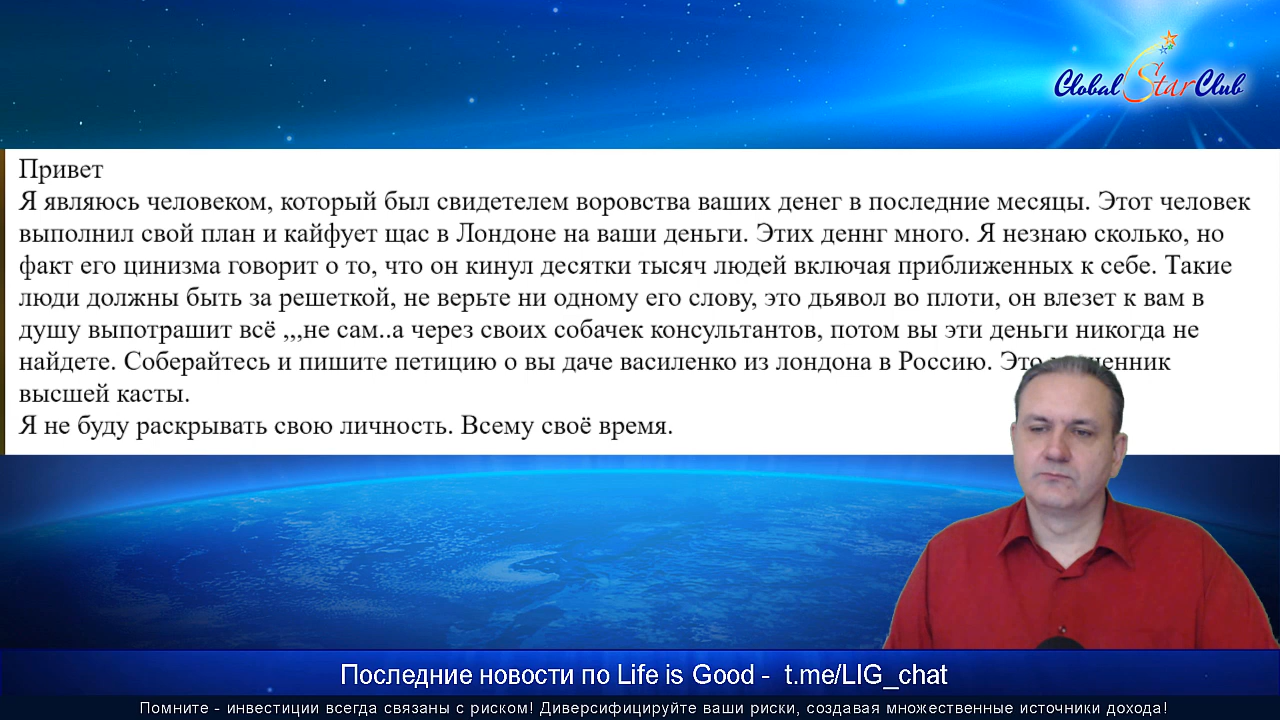 Global Star Club
Привет
Я являюсь человеком, который был свидетелем воровства ваших денег в последние месяцы. Этот человек
выполнил свой план и кайфует щас в Лондоне на ваши деньги. Этих деннг много. Я незнаю сколько, но
факт его цинизма говорит о то, что он кинул десятки тысяч людей включая приближенных к себе. Такие
люди должны быть за решеткой, не верьте ни одному его слову, это дьявол во плоти, он влезет к вам в
душу выпотрашит всё ,,,не сам..а через своих собачек консультантов, потом вы эти деньги никогда не
найдете. Соберайтесь и пишите петицию о вы даче василенко из лондона в Россию.
высшей касты.
Я не буду раскрывать свою личность. Всему своё время.
Последние новости по Life is Good - t.me/LIG_chat
Помните - инвестиции всегда связаны с риском! Диверсифицируйте ваши риски, создавая множественные источники дохода!